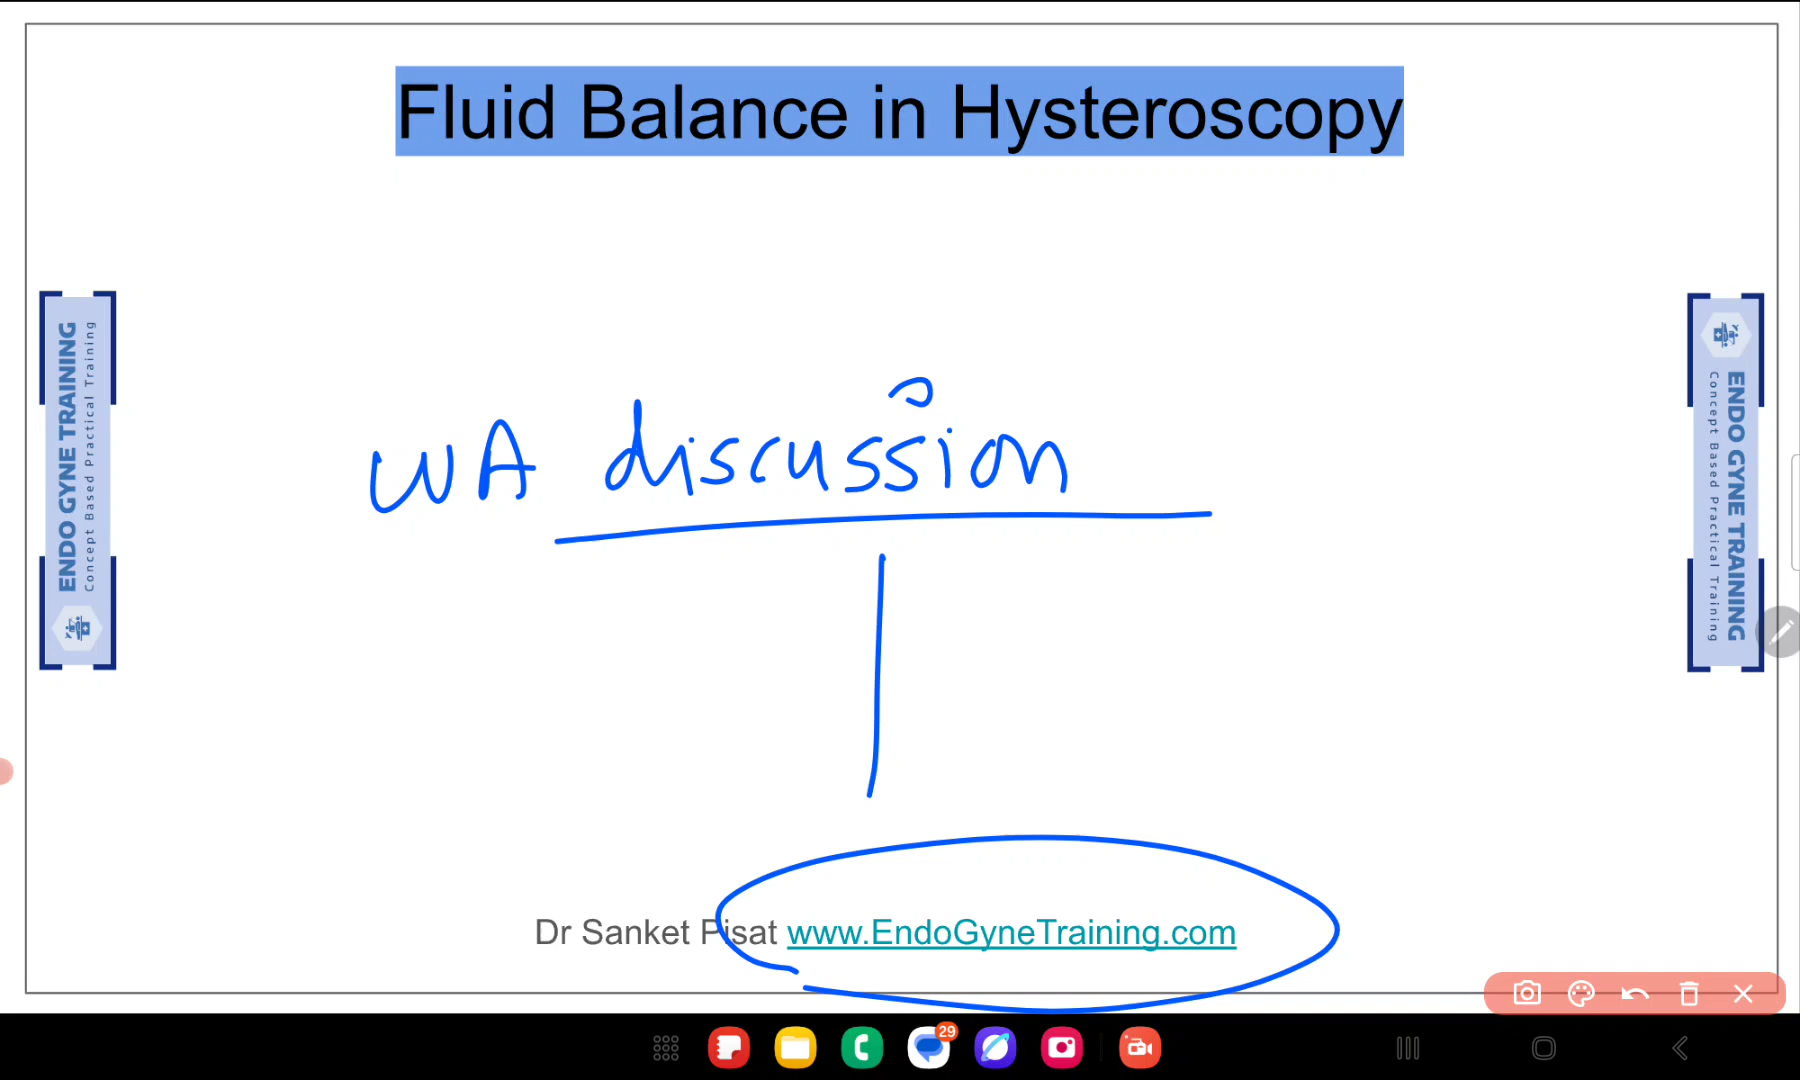 Fluid Balance in Hysteroscopy
ENDO GYNE TRAINING
Concept Based Practical Training
WA discussion
ENDO GYNE TRAINING
Concept Based Practical Training
Dr Sanket Pisat www.EndoGyneTraining.com
29